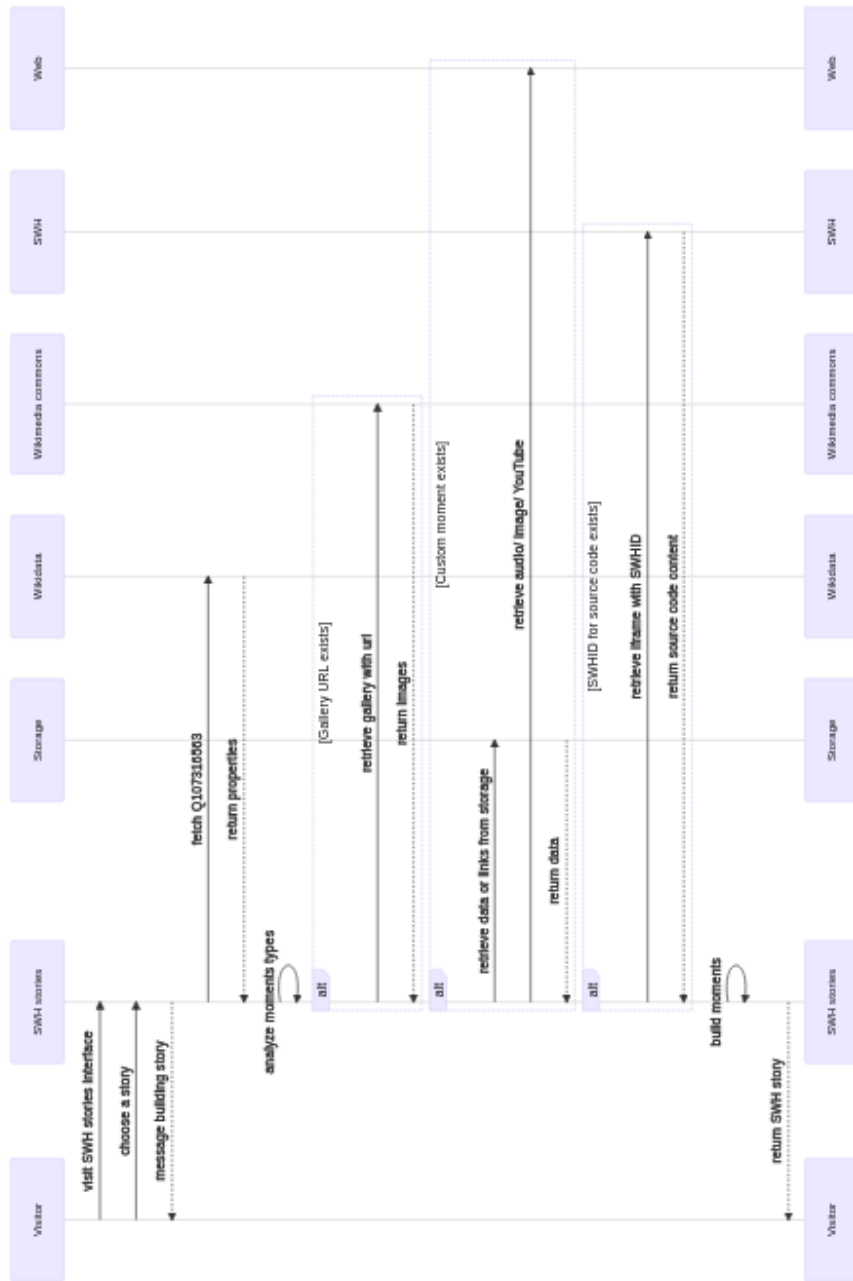 Visitor
SWH stories
Storage
Wikidata
Wikimedia commons
SWH
Web
visit SWH stories interface
choose a story
message building story
fetch Q107316563
return properties
analyze moments types
alt
[Gallery URL exists]
retrieve gallery with url
return images
alt
[Custom moment exists]
retrieve data or links from storage
retrieve audio/ image/ YouTube
return data
alt
[SWHID for source code exists]
retrieve iframe with SWHID
return source code content
build moments
return SWH story
Visitor
SWH stories
Storage
Wikidata
Wikimedia commons
SWH
Web